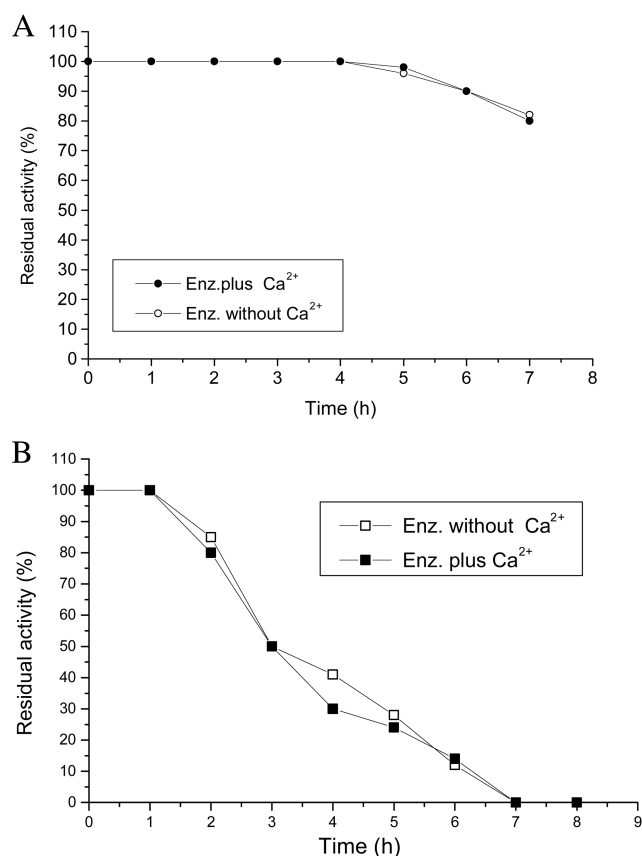 A
110
100
90
80
70
60
50
40
30
20
10
0
Residual activity (%)
Enz.plus Ca²⁺
Enz. without Ca²⁺
0 1 2 3 4 5 6 7 8
Time (h)
B
110
100
90
80
70
60
50
40
30
20
10
0
Residual activity (%)
Enz. without Ca²⁺
Enz. plus Ca²⁺
0 1 2 3 4 5 6 7 8 9
Time (h)